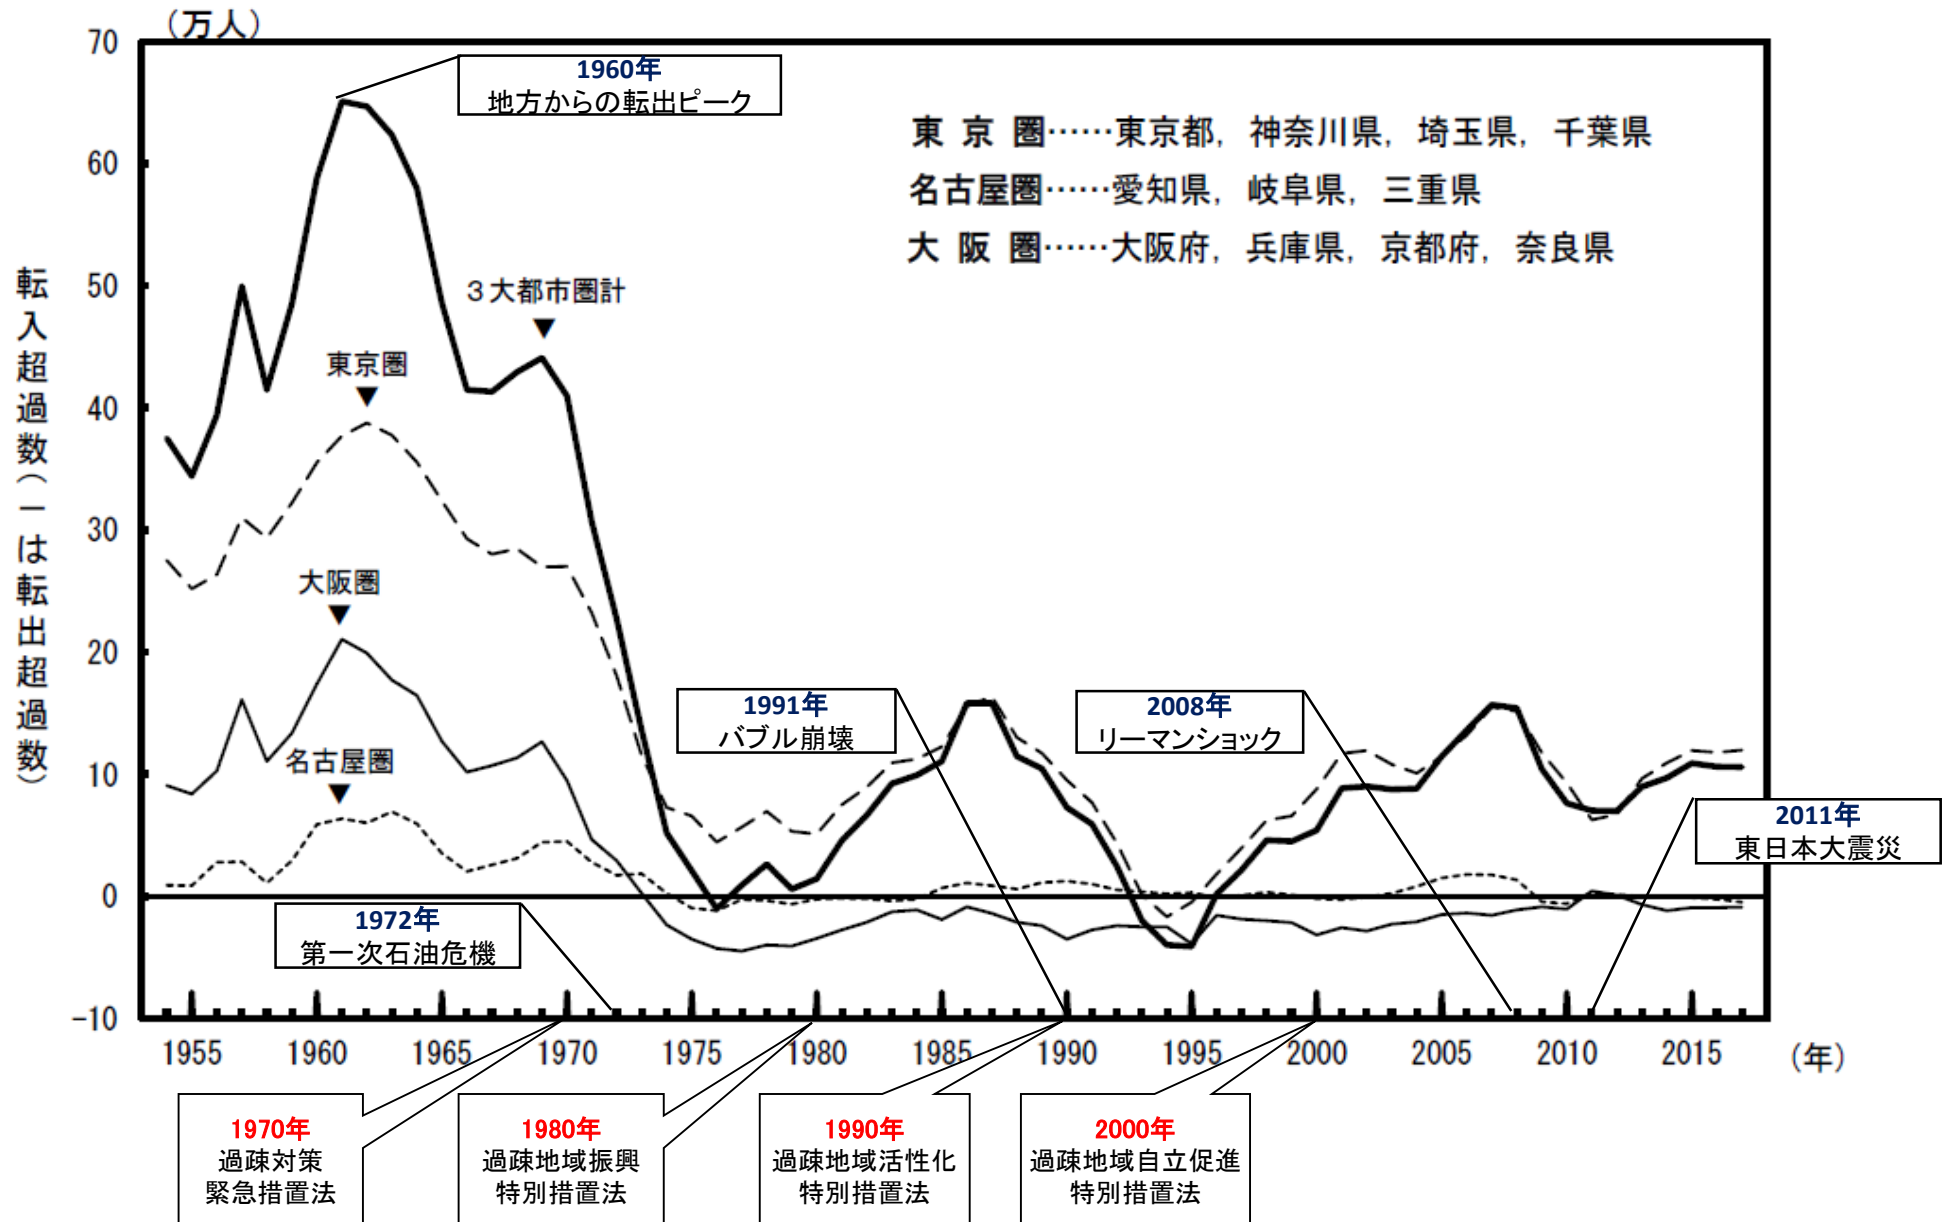 (万人)
70
60
50
40
30
20
10
0
-10
転入超過数(-は転出超過数)
1960年
地方からの転出ピーク
東京圏……東京都, 神奈川県, 埼玉県, 千葉県
名古屋圏……愛知県, 岐阜県, 三重県
大阪圏……大阪府, 兵庫県, 京都府, 奈良県
3大都市圏計
▼
東京圏
▼
大阪圏
▼
名古屋圏
▼
1991年
バブル崩壊
2008年
リーマンショック
2011年
東日本大震災
1972年
第一次石油危機
1955 1960 1965 1970 1975 1980 1985 1990 1995 2000 2005 2010 2015 (年)
1970年
過疎対策
緊急措置法
1980年
過疎地域振興
特別措置法
1990年
過疎地域活性化
特別措置法
2000年
過疎地域自立促進
特別措置法